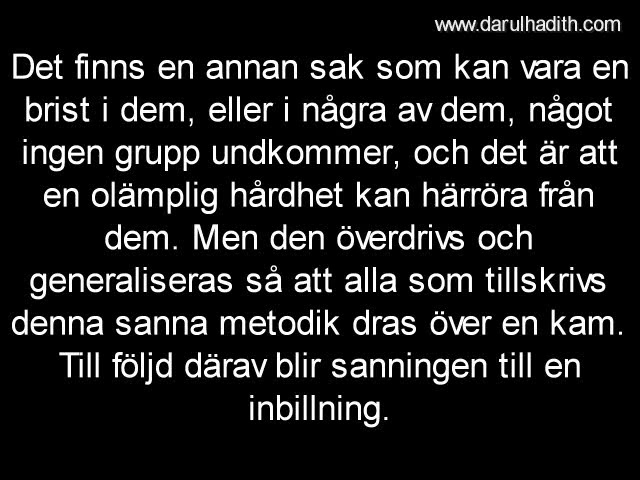 www.darulhadith.com
Det finns en annan sak som kan vara en
brist i dem, eller i några av dem, något
ingen grupp undkommer, och det är att
en olämplig hårdhet kan härröra från
dem. Men den överdrivs och
generaliseras så att alla som tillskrivs
denna sanna metodik dras över en kam.
Till följd därav blir sanningen till en
inbillning.